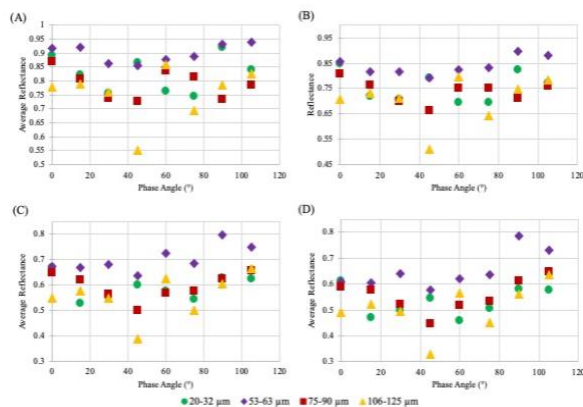 (A)
Average Reflectance
0.95
0.9
0.85
0.8
0.75
0.7
0.65
0.6
0.55
0.5
0 20 40 60 80 100 120
Phase Angle (°)
(B)
Reflectance
0.95
0.85
0.75
0.65
0.55
0.45
0 20 40 60 80 100 120
Phase Angle (°)
(C)
Average Reflectance
0.8
0.7
0.6
0.5
0.4
0.3
0 20 40 60 80 100 120
Phase Angle (°)
(D)
Average Reflectance
0.8
0.7
0.6
0.5
0.4
0.3
0 20 40 60 80 100 120
Phase Angle (°)
20-32 µm 53-63 µm 75-90 µm 106-125 µm